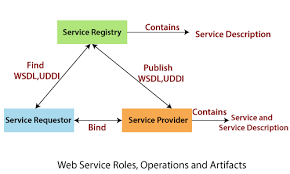 Contains
Service Registry
Service Description
Find
WSDL,UDDI
Publish
WSDL,UDDI
Contains
Service Requestor
Bind
Service Provider
Service and
Service Description
Web Service Roles, Operations and Artifacts